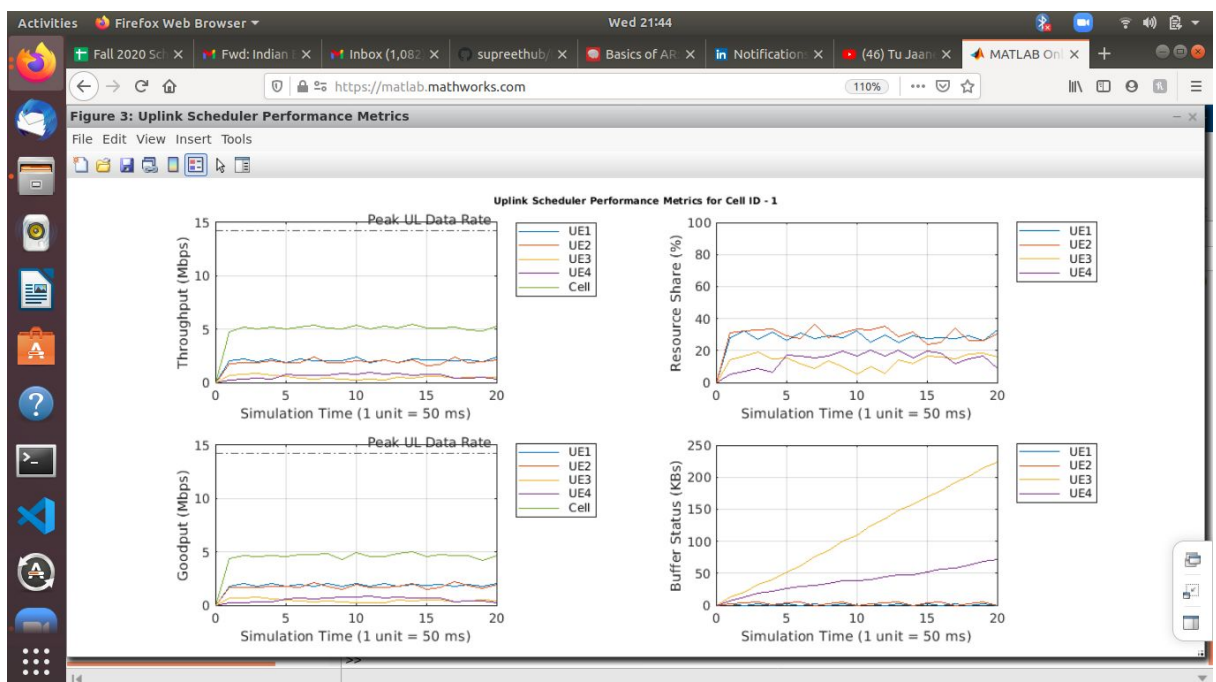 Activities Firefox Web Browser Wed 21:44
Fall 2020 Sch Fwd: Indian Inbox (1,082) supreethub/ Basics of AR Notifications (46) Tu Jaane MATLAB Onl
https://matlab.mathworks.com 110%
Figure 3: Uplink Scheduler Performance Metrics
File Edit View Insert Tools
Uplink Scheduler Performance Metrics for Cell ID - 1
Peak UL Data Rate
Throughput (Mbps)
15
10
5
0
0 5 10 15 20
Simulation Time (1 unit = 50 ms)
UE1
UE2
UE3
UE4
Cell
Resource Share (%)
100
80
60
40
20
0
0 5 10 15 20
Simulation Time (1 unit = 50 ms)
UE1
UE2
UE3
UE4
Peak UL Data Rate
Goodput (Mbps)
15
10
5
0
0 5 10 15 20
Simulation Time (1 unit = 50 ms)
UE1
UE2
UE3
UE4
Cell
Buffer Status (KBs)
250
200
150
100
50
0
0 5 10 15 20
Simulation Time (1 unit = 50 ms)
UE1
UE2
UE3
UE4
>>